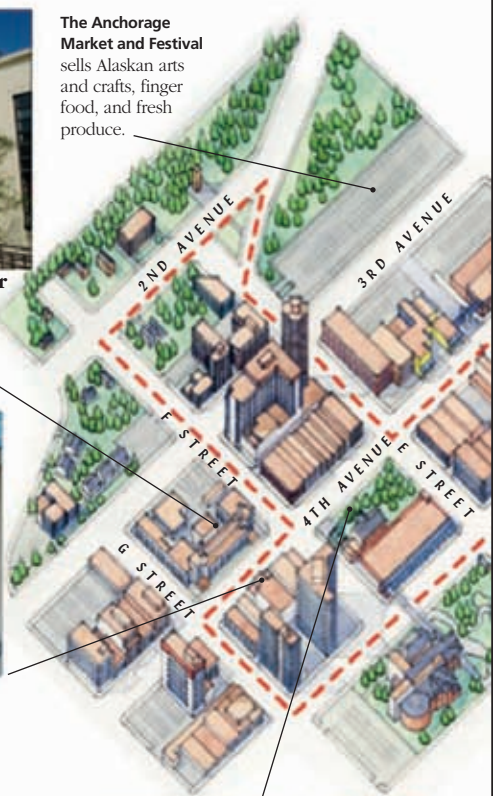 The Anchorage
Market and Festival
sells Alaskan arts
and crafts, finger
food, and fresh
produce.
2ND AVENUE
3RD AVENUE
F STREET
4TH AVENUE
E STREET
G STREET